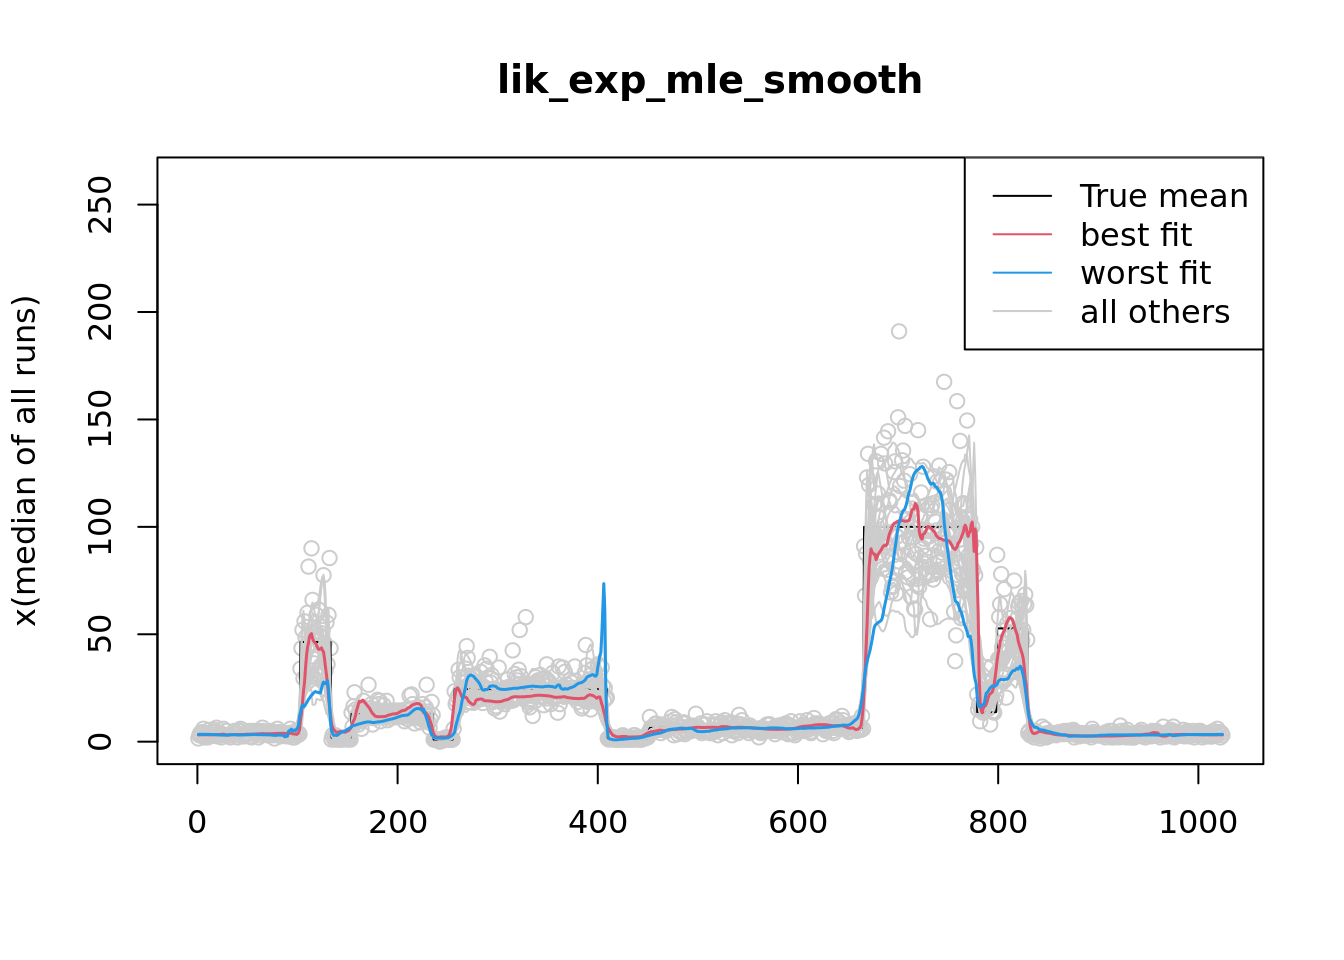 lik_exp_mle_smooth
x(median of all runs)
250
200
150
100
50
0
True mean
best fit
worst fit
all others
0 200 400 600 800 1000